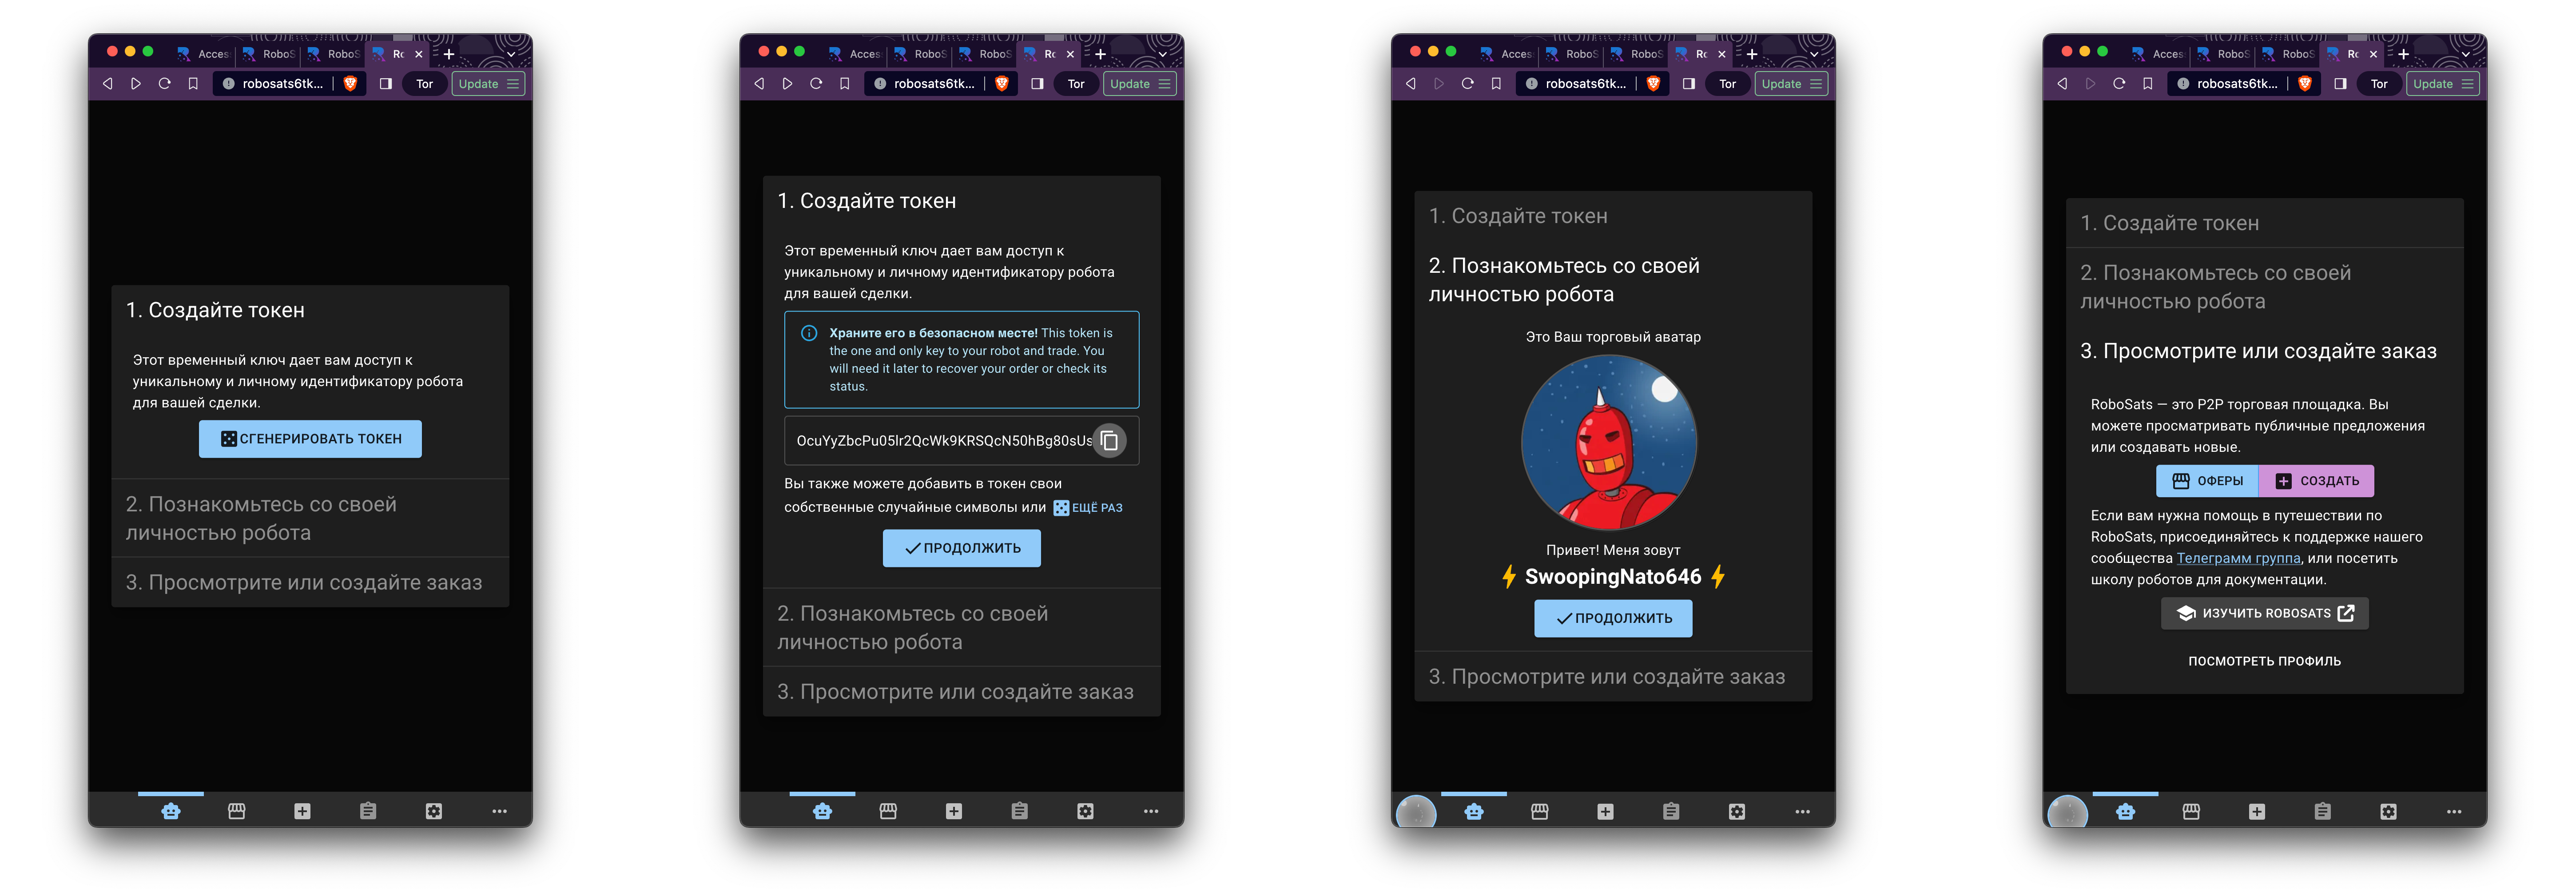 Acces
RoboS
RoboS
Ro
robosats6tk...
Tor
Update
1. Создайте токен
Этот временный ключ дает вам доступ к
уникальному и личному идентификатору робота
для вашей сделки.
СГЕНЕРИРОВАТЬ ТОКЕН
2. Познакомьтесь со своей
личностью робота
3. Просмотрите или создайте заказ
Acces
RoboS
RoboS
Ro
robosats6tk...
Tor
Update
1. Создайте токен
Этот временный ключ дает вам доступ к
уникальному и личному идентификатору робота
для вашей сделки.
Храните его в безопасном месте! This token is
the one and only key to your robot and trade. You
will need it later to recover your order or check its
status.
Вы также можете добавить в токен свои
собственные случайные символы или ЕЩЁ РАЗ
ПРОДОЛЖИТЬ
2. Познакомьтесь со своей
личностью робота
3. Просмотрите или создайте заказ
Acces
RoboS
RoboS
Ro
robosats6tk...
Tor
Update
1. Создайте токен
2. Познакомьтесь со своей
личностью робота
Это Ваш торговый аватар
Привет! Меня зовут
SwoopingNato646
ПРОДОЛЖИТЬ
3. Просмотрите или создайте заказ
Acces
RoboS
RoboS
Ro
robosats6tk...
Tor
Update
1. Создайте токен
2. Познакомьтесь со своей
личностью робота
3. Просмотрите или создайте заказ
RoboSats — это P2P торговая площадка. Вы
можете просматривать публичные предложения
или создавать новые.
ОФЕРЫ
СОЗДАТЬ
Если вам нужна помощь в путешествии по
RoboSats, присоединяйтесь к поддержке нашего
сообщества Телеграмм группа, или посетить
школу роботов для документации.
ИЗУЧИТЬ ROBOSATS
ПОСМОТРЕТЬ ПРОФИЛЬ